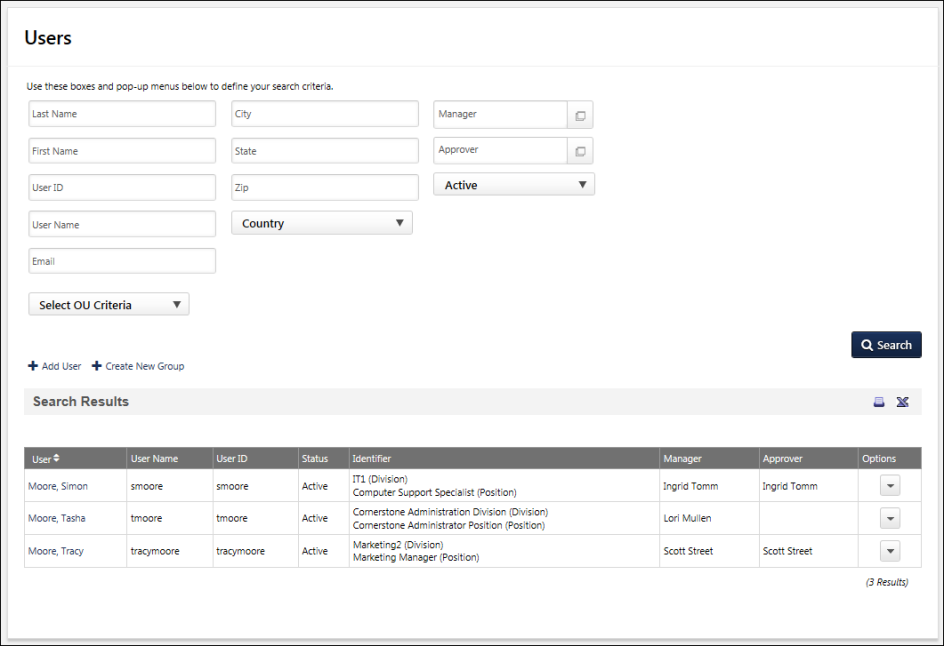 Users
Use these boxes and pop-up menus below to define your search criteria.
Last Name City Manager
First Name State Approver
User ID Zip Active
User Name Country
Email
Select OU Criteria
Search
Add User Create New Group
Search Results
User User Name User ID Status Identifier Manager Approver Options
Moore, Simon smoore smoore Active IT1 (Division) Ingrid Tomm Ingrid Tomm
Computer Support Specialist (Position)
Moore, Tasha tmoore tmoore Active Cornerstone Administration Division (Division) Lori Mullen
Cornerstone Administrator Position (Position)
Moore, Tracy tracymoore tracymoore Active Marketing2 (Division) Scott Street Scott Street
Marketing Manager (Position)
(3 Results)